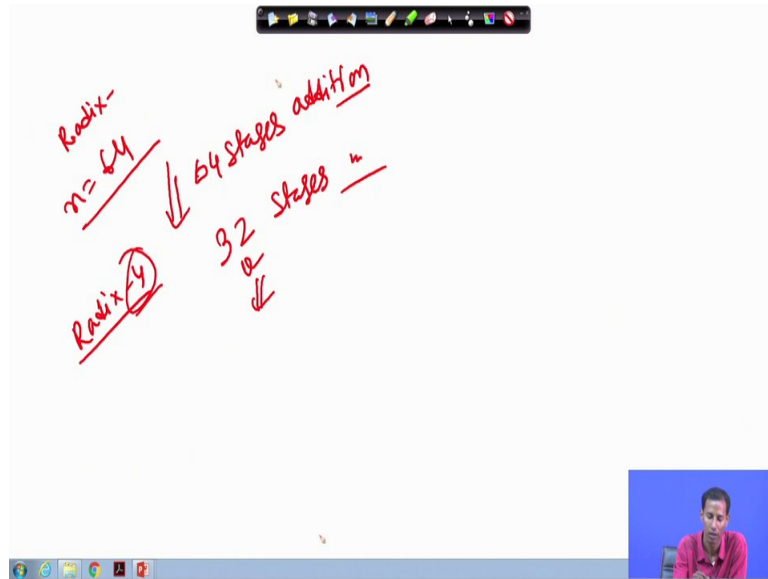 Radix-
n = 64
64 stages addition
32 stages "
Radix-4